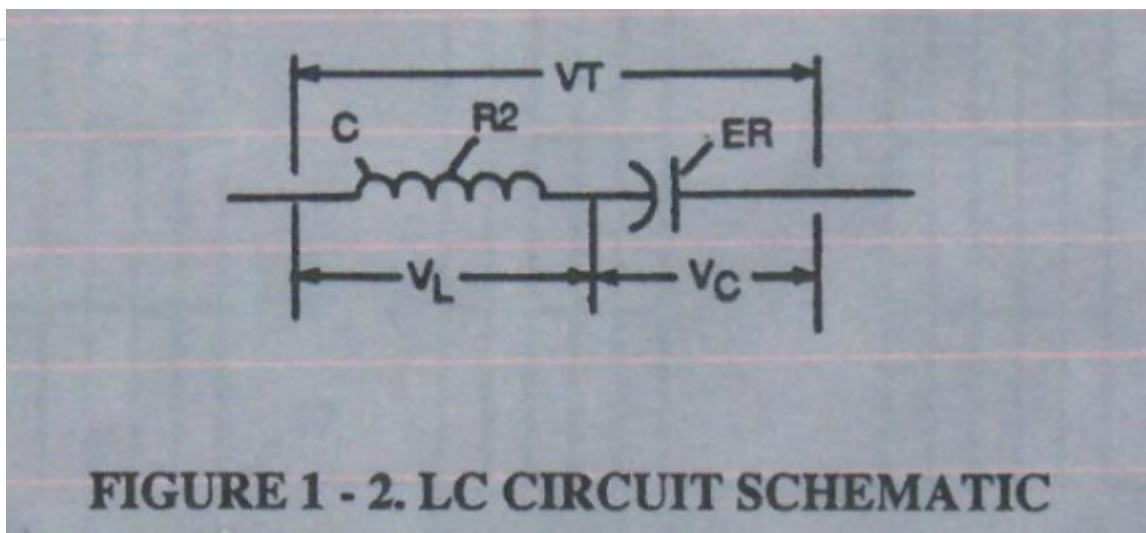 VT
C R2 ER
VL VC
FIGURE 1 - 2. LC CIRCUIT SCHEMATIC